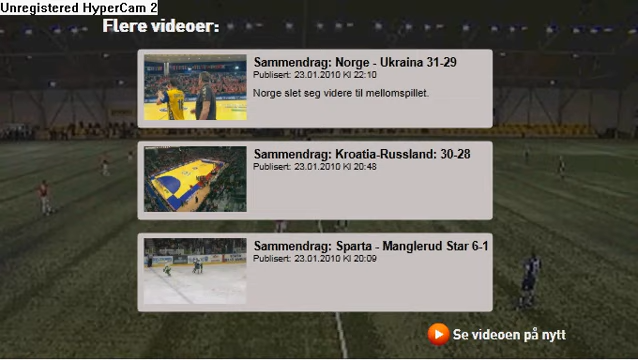 Unregistered HyperCam 2
Flere videoer:
Sammendrag: Norge - Ukraina 31-29
Publisert: 23.01.2010 Kl 22:10
Norge slet seg videre til mellomspillet.
Sammendrag: Kroatia-Russland: 30-28
Publisert: 23.01.2010 Kl 20:48
Sammendrag: Sparta - Manglerud Star 6-1
Publisert: 23.01.2010 Kl 20:09
Se videoen på nytt